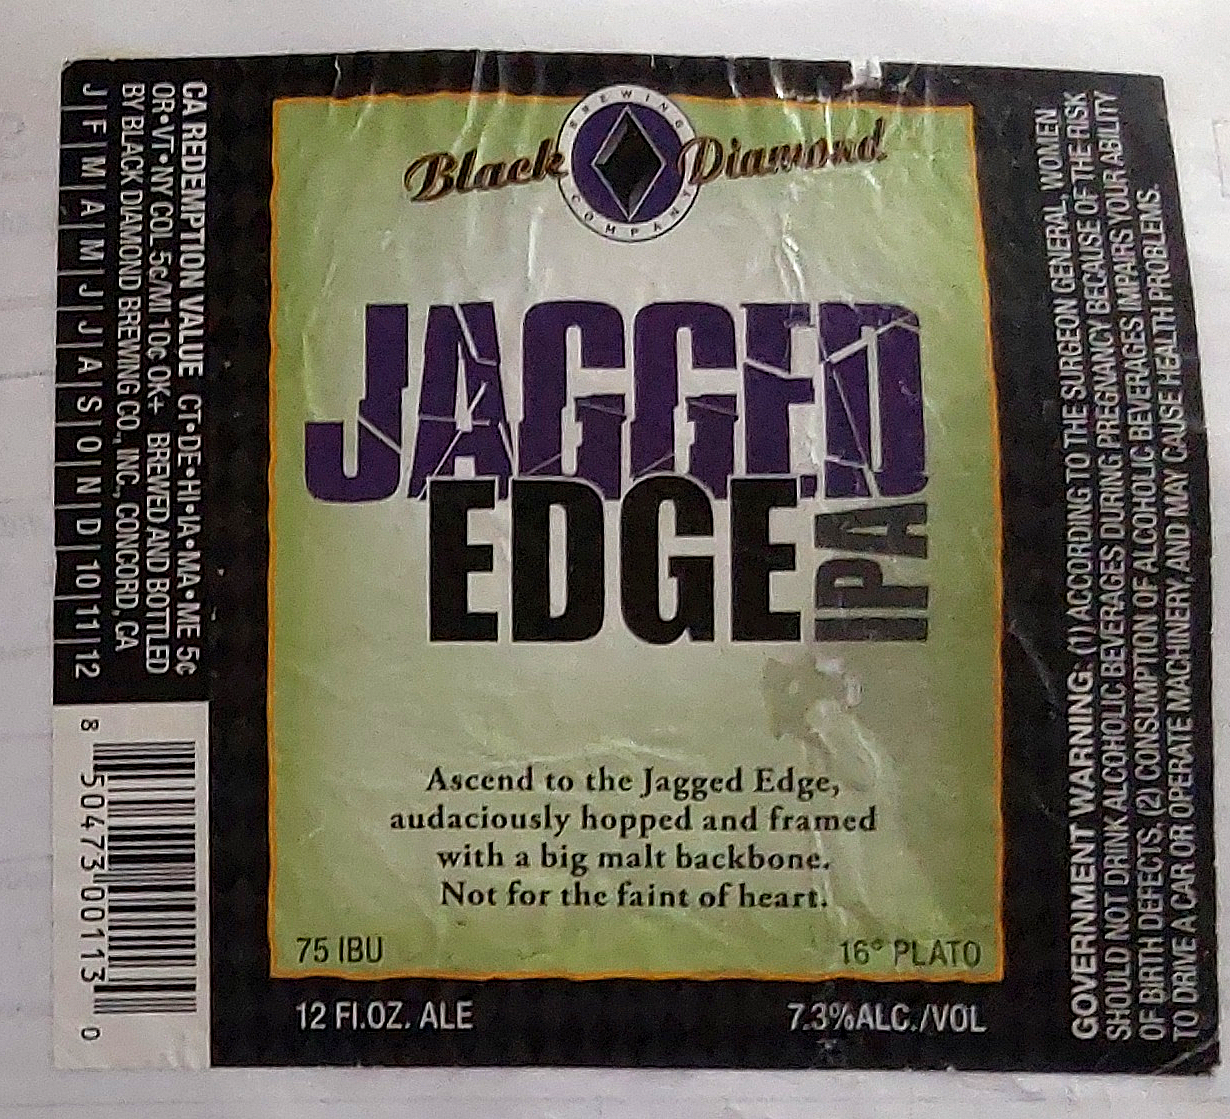 Black Diamond
BREWING
COMPANY
JAGGED
EDGE
IPA
Ascend to the Jagged Edge,
audaciously hopped and framed
with a big malt backbone.
Not for the faint of heart.
75 IBU
16° PLATO
12 Fl.OZ. ALE
7.3%ALC./VOL
CA REDEMPTION VALUE CT•DE•HI•IA•MA•ME 5¢
OR•VT•NY COL 5¢/MI 10¢ OK+ BREWED AND BOTTLED
BY BLACK DIAMOND BREWING CO., INC., CONCORD, CA
J|F|M|A|M|J|J|A|S|O|N|D|10|11|12
8 50473 00113 0
GOVERNMENT WARNING: (1) ACCORDING TO THE SURGEON GENERAL, WOMEN
SHOULD NOT DRINK ALCOHOLIC BEVERAGES DURING PREGNANCY BECAUSE OF THE RISK
OF BIRTH DEFECTS. (2) CONSUMPTION OF ALCOHOLIC BEVERAGES IMPAIRS YOUR ABILITY
TO DRIVE A CAR OR OPERATE MACHINERY, AND MAY CAUSE HEALTH PROBLEMS.